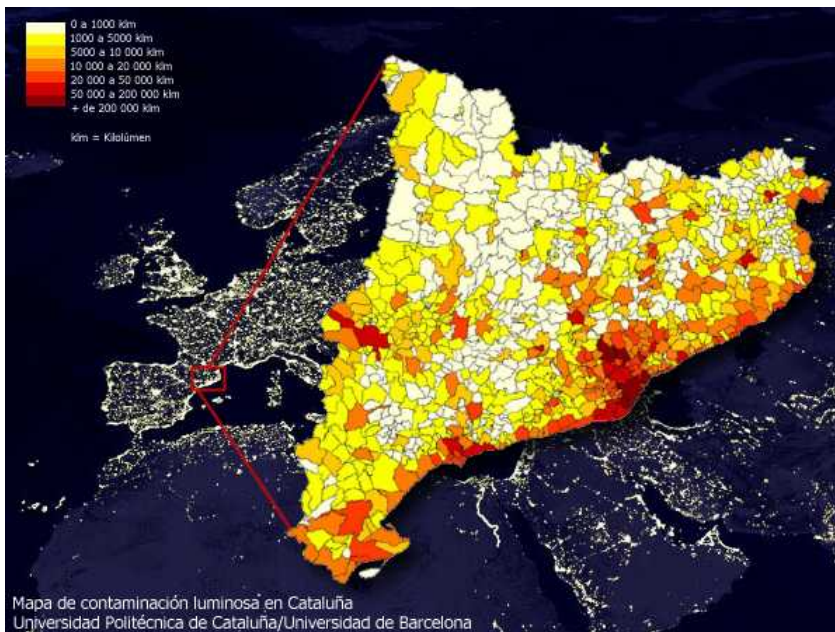 0 a 1000 klm
1000 a 5000 klm
5000 a 10 000 klm
10 000 a 20 000 klm
20 000 a 50 000 klm
50 000 a 200 000 klm
+ de 200 000 klm
klm = Kilolúmen
Mapa de contaminación luminosa en Cataluña
Universidad Politécnica de Cataluña/Universidad de Barcelona